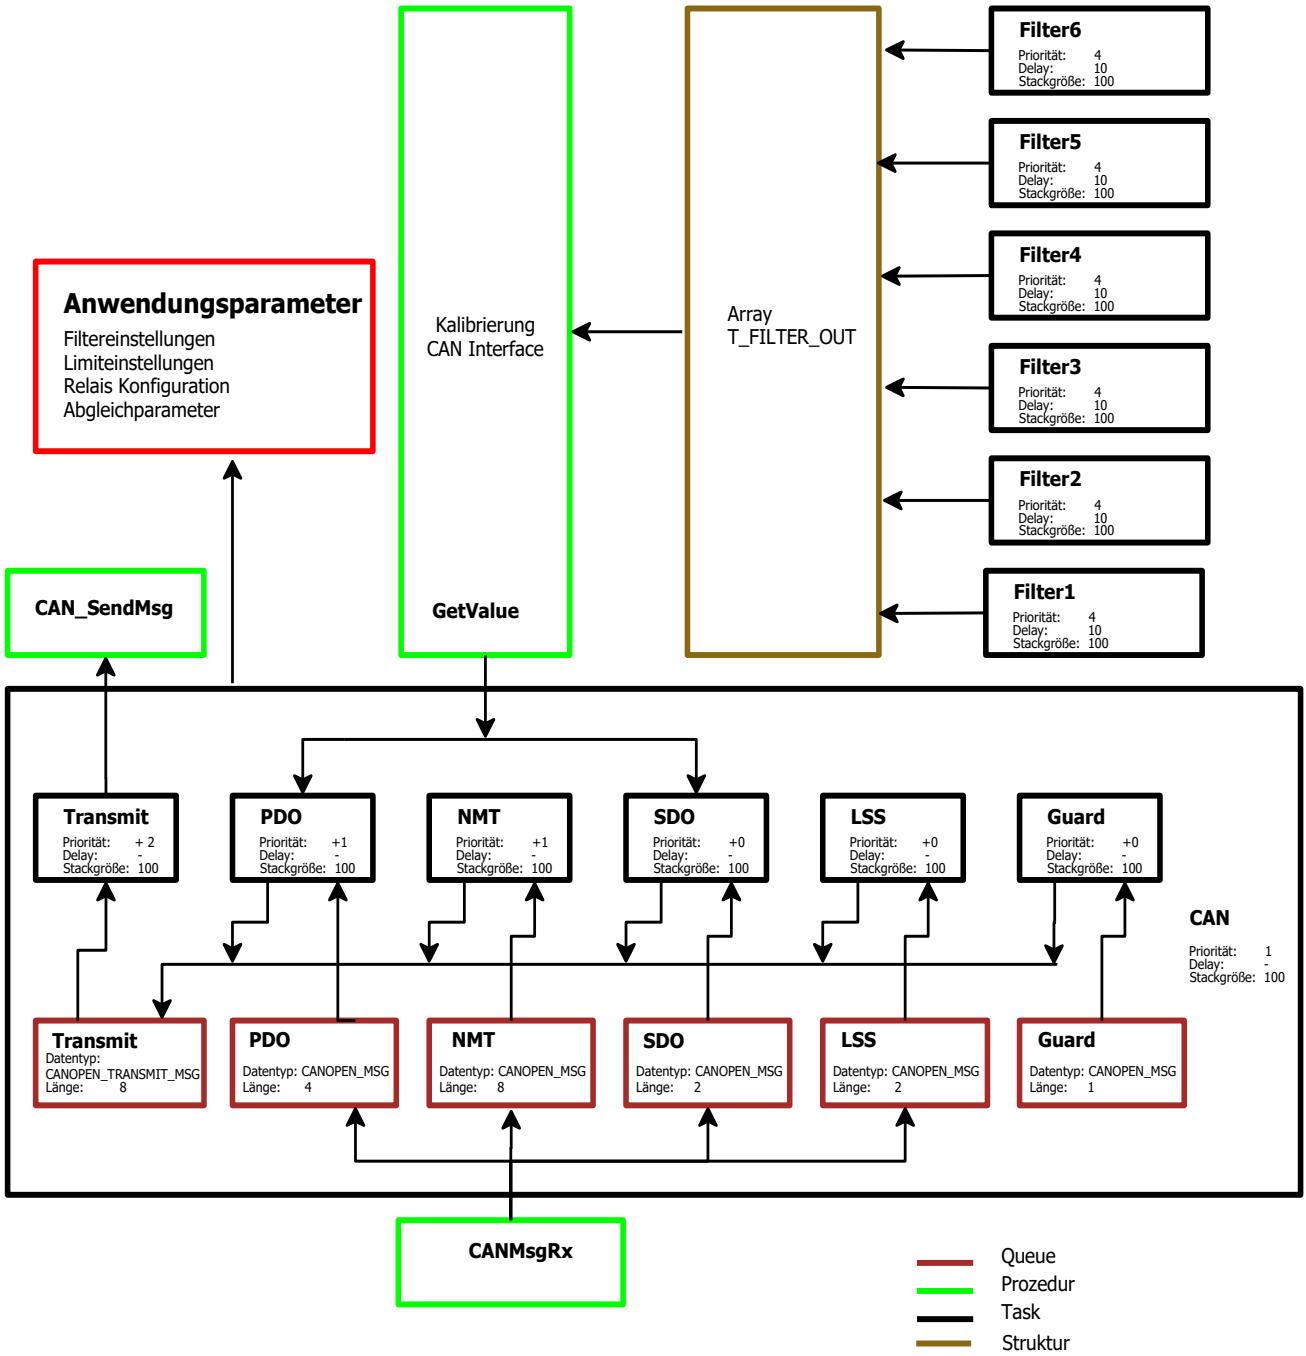 Filter6
Priorität: 4
Delay: 10
Stackgröße: 100
Filter5
Priorität: 4
Delay: 10
Stackgröße: 100
Filter4
Priorität: 4
Delay: 10
Stackgröße: 100
Filter3
Priorität: 4
Delay: 10
Stackgröße: 100
Filter2
Priorität: 4
Delay: 10
Stackgröße: 100
Filter1
Priorität: 4
Delay: 10
Stackgröße: 100
Array
T_FILTER_OUT
Kalibrierung
CAN Interface
GetValue
Anwendungsparameter
Filtereinstellungen
Limiteinstellungen
Relais Konfiguration
Abgleichparameter
CAN_SendMsg
Transmit
Priorität: + 2
Delay: -
Stackgröße: 100
PDO
Priorität: +1
Delay: -
Stackgröße: 100
NMT
Priorität: +1
Delay: -
Stackgröße: 100
SDO
Priorität: +0
Delay: -
Stackgröße: 100
LSS
Priorität: +0
Delay: -
Stackgröße: 100
Guard
Priorität: +0
Delay: -
Stackgröße: 100
CAN
Priorität: 1
Delay: -
Stackgröße: 100
Transmit
Datentyp:
CANOPEN_TRANSMIT_MSG
Länge: 8
PDO
Datentyp: CANOPEN_MSG
Länge: 4
NMT
Datentyp: CANOPEN_MSG
Länge: 8
SDO
Datentyp: CANOPEN_MSG
Länge: 2
LSS
Datentyp: CANOPEN_MSG
Länge: 2
Guard
Datentyp: CANOPEN_MSG
Länge: 1
CANMsgRx
Queue
Prozedur
Task
Struktur